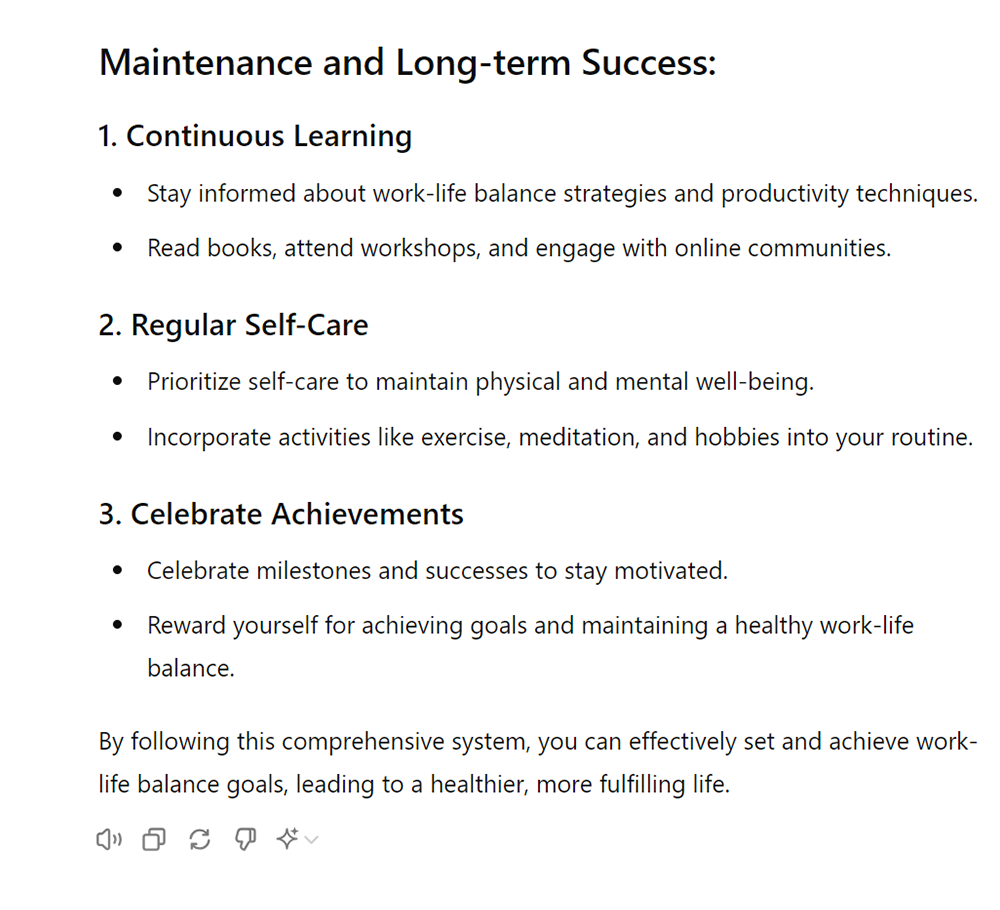 Maintenance and Long-term Success:
1. Continuous Learning
• Stay informed about work-life balance strategies and productivity techniques.
• Read books, attend workshops, and engage with online communities.
2. Regular Self-Care
• Prioritize self-care to maintain physical and mental well-being.
• Incorporate activities like exercise, meditation, and hobbies into your routine.
3. Celebrate Achievements
• Celebrate milestones and successes to stay motivated.
• Reward yourself for achieving goals and maintaining a healthy work-life
balance.
By following this comprehensive system, you can effectively set and achieve work-
life balance goals, leading to a healthier, more fulfilling life.